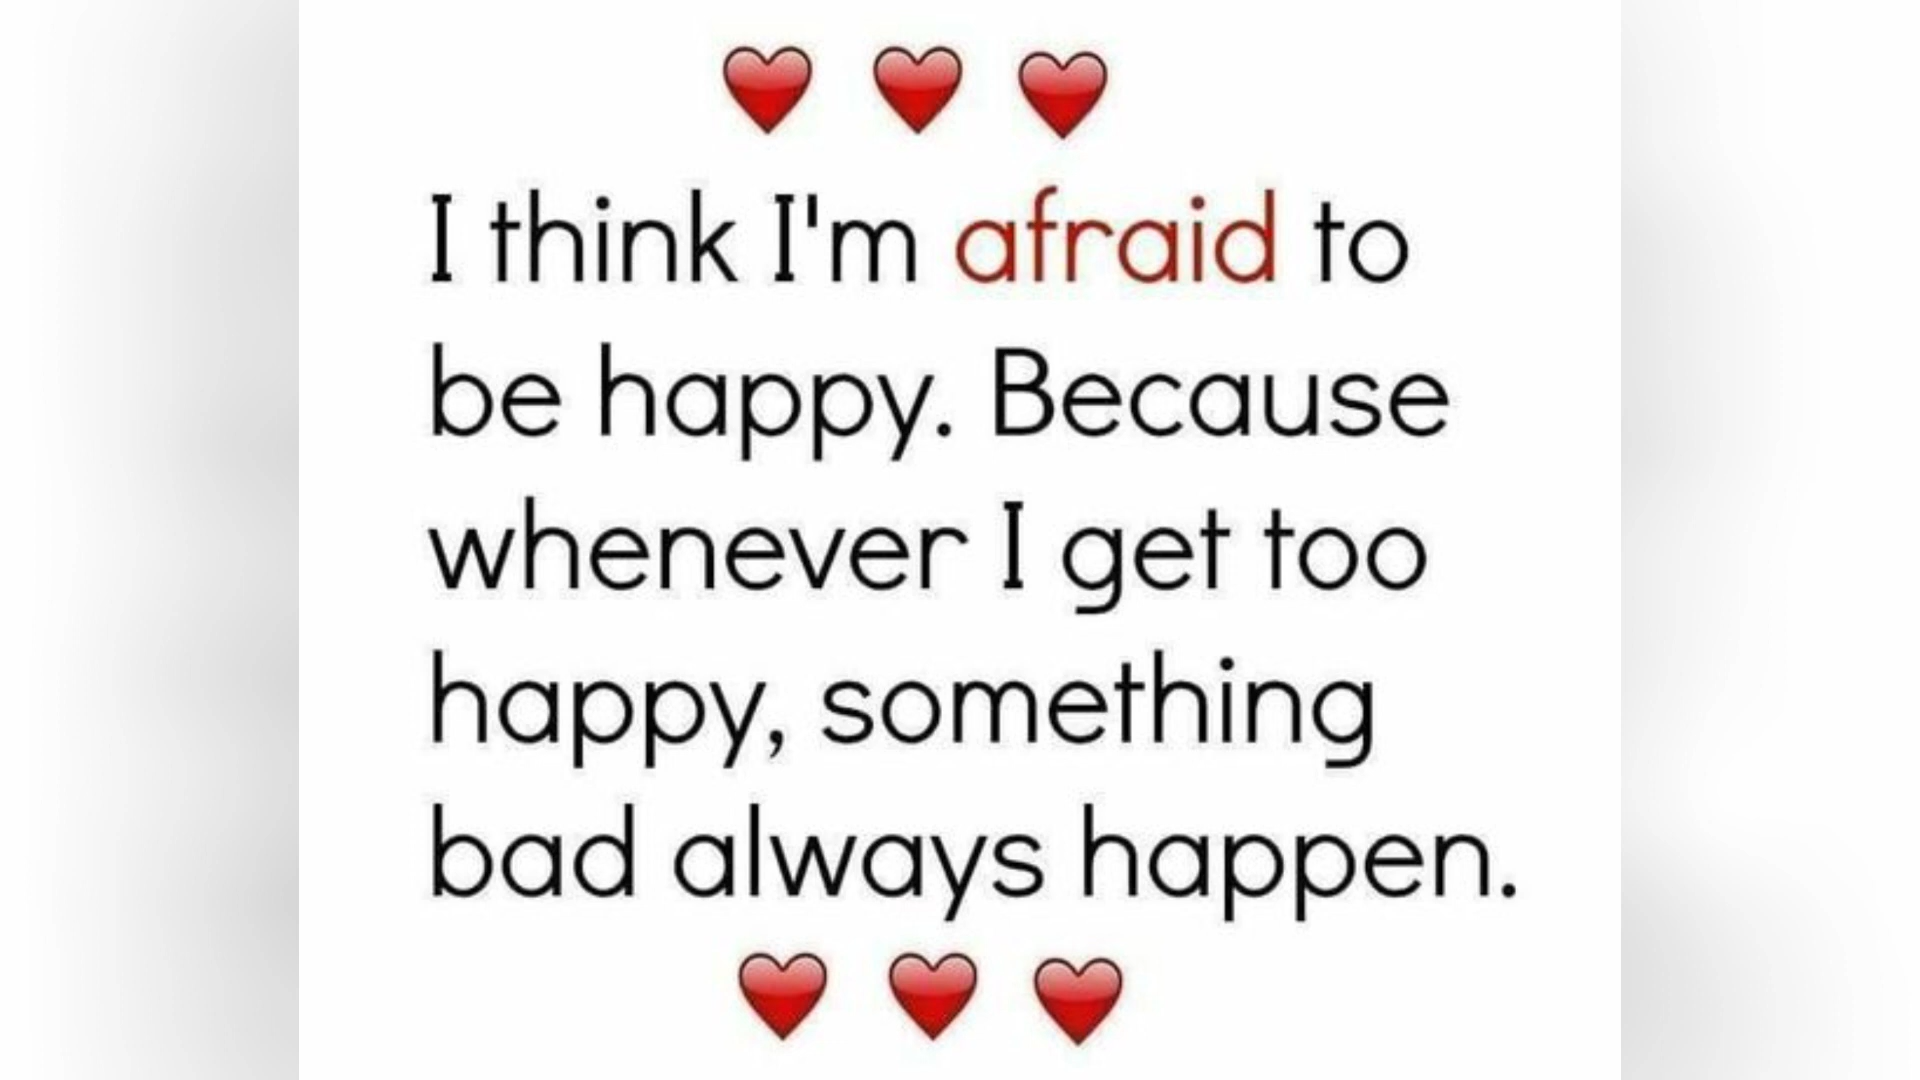 I think I'm afraid to
be happy. Because
whenever I get too
happy, something
bad always happen.